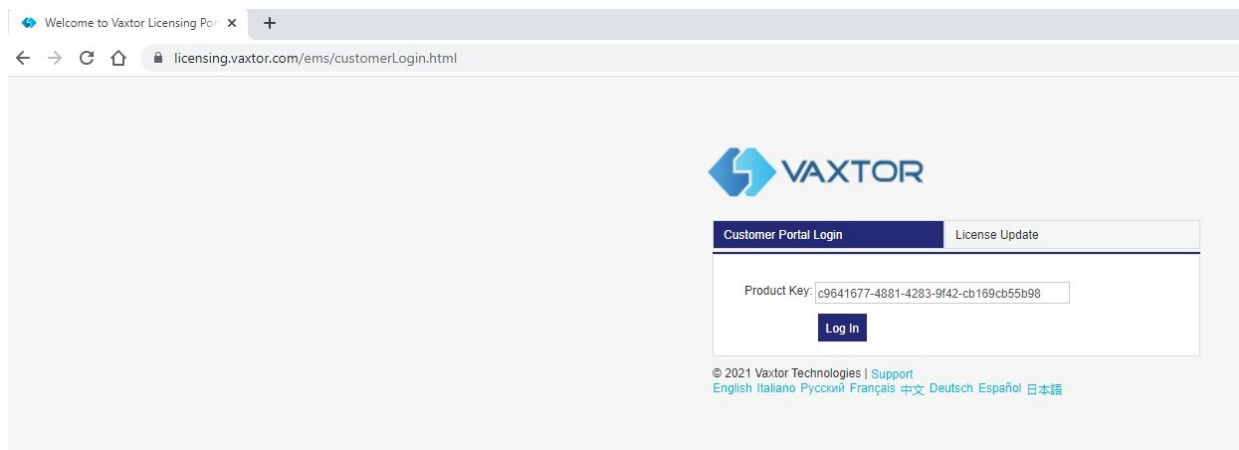 Welcome to Vaxtor Licensing Por
licensing.vaxtor.com/ems/customerLogin.html
VAXTOR
Customer Portal Login License Update
Product Key: c9641677-4881-4283-9f42-cb169cb55b98
Log In
© 2021 Vaxtor Technologies | Support
English Italiano Русский Français 中文 Deutsch Español 日本語